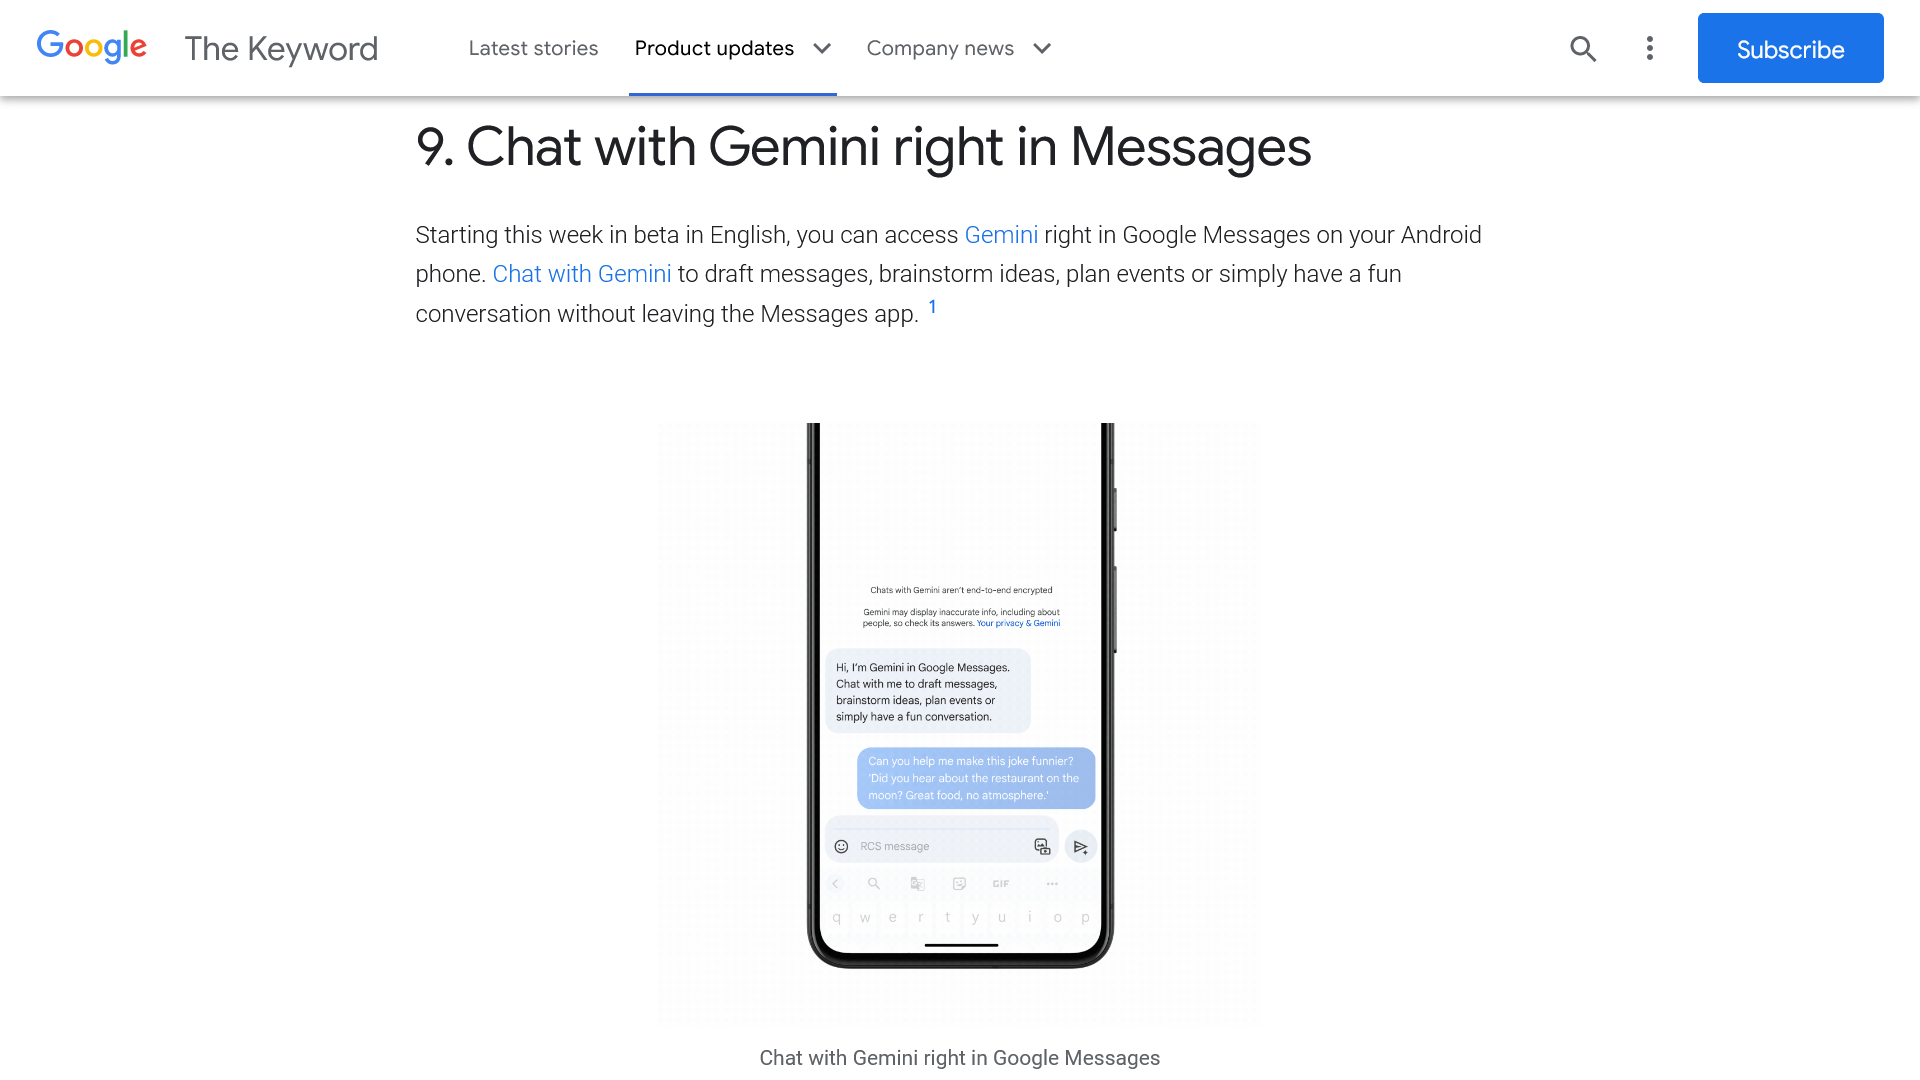 Google The Keyword Latest stories Product updates Company news Subscribe
9. Chat with Gemini right in Messages
Starting this week in beta in English, you can access Gemini right in Google Messages on your Android
phone. Chat with Gemini to draft messages, brainstorm ideas, plan events or simply have a fun
conversation without leaving the Messages app. 1
Chats with Gemini aren't end-to-end encrypted
Gemini may display inaccurate info, including about
people, so check its answers. Your privacy & Gemini
Hi, I'm Gemini in Google Messages.
Chat with me to draft messages,
brainstorm ideas, plan events or
simply have a fun conversation.
Can you help me make this joke funnier?
'Did you hear about the restaurant on the
moon? Great food, no atmosphere.'
RCS message
GIF
q w e r t y u i o p
Chat with Gemini right in Google Messages